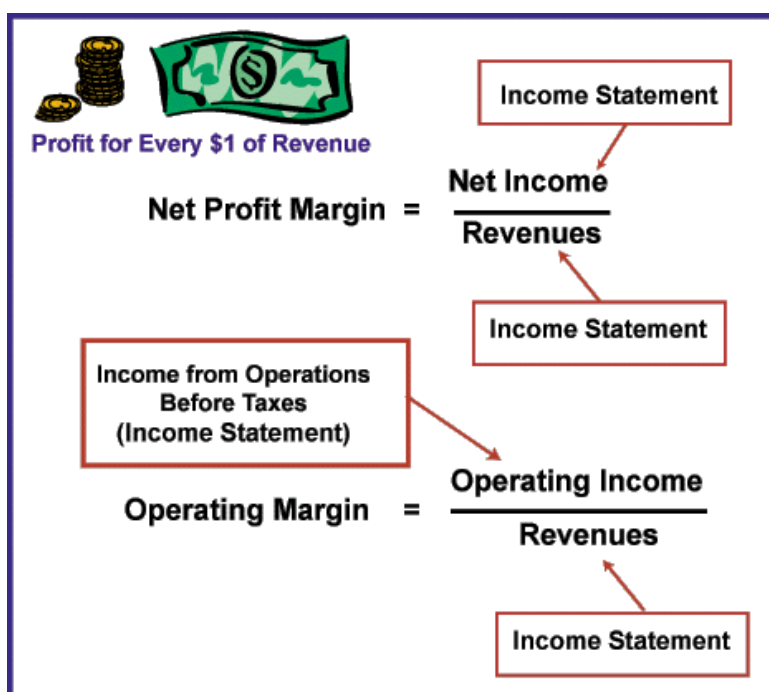 Income Statement
$
Profit for Every $1 of Revenue
Net Profit Margin = Net Income
Revenues
Income Statement
Income from Operations
Before Taxes
(Income Statement)
Operating Margin = Operating Income
Revenues
Income Statement